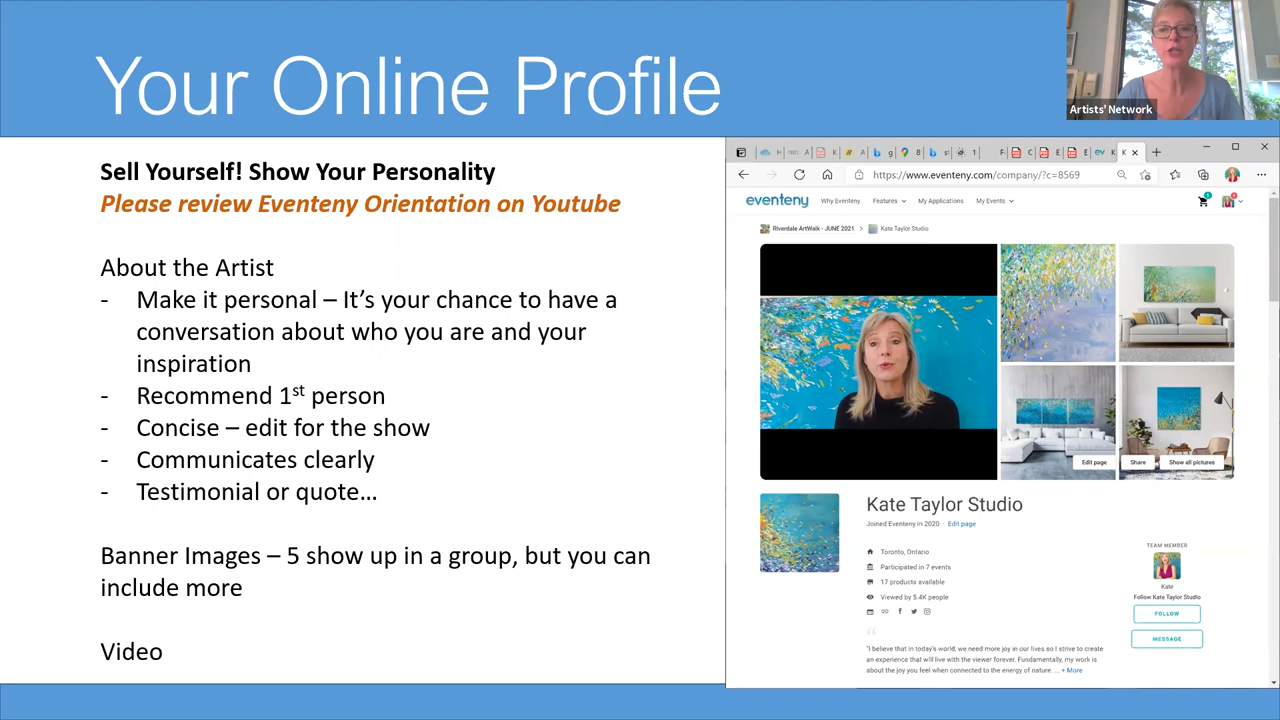 Your Online Profile
Artists' Network
Sell Yourself! Show Your Personality
Please review Eventeny Orientation on Youtube
About the Artist
- Make it personal – It's your chance to have a
conversation about who you are and your
inspiration
- Recommend 1st person
- Concise – edit for the show
- Communicates clearly
- Testimonial or quote…
Banner Images – 5 show up in a group, but you can
include more
Video
https://www.eventeny.com/company/?c=8569
eventeny Why Eventeny Features My Applications My Events
Riverdale ArtWalk - JUNE 2021 > Kate Taylor Studio
Edit page Share Show all pictures
Kate Taylor Studio
Joined Eventeny in 2020 · Edit page
Toronto, Ontario
Participated in 7 events
17 products available
Viewed by 5.4K people
TEAM MEMBER
Kate
Follow Kate Taylor Studio
FOLLOW
MESSAGE
"I believe that in today's world, we need more joy in our lives so I strive to create
an experience that will live with the viewer forever. Fundamentally, my work is
about the joy you feel when connected to the energy of nature. ... + More